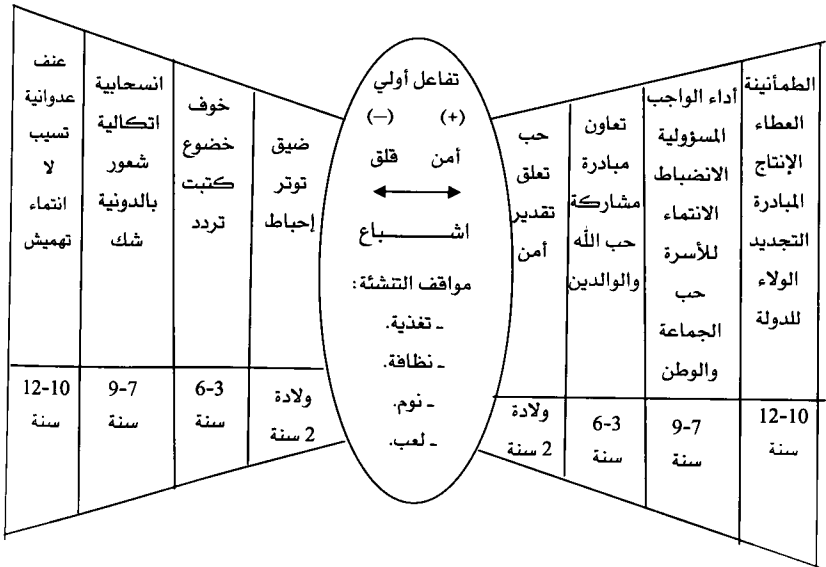 الطمأنينة
العطاء
الإنتاج
المبادرة
التجديد
الولاء
للدولة
12-10
سنة
أداء الواجب
المسؤولية
الانضباط
الانتماء
للأسرة
حب
الجماعة
والوطن
9-7
سنة
تعاون
مبادرة
مشاركة
حب الله
والوالدين
6-3
سنة
حب
تعلق
تقدير
أمن
ولادة
2 سنة
تفاعل أولي
(+) (–)
أمن قلق
اشـــــــباع
مواقف التنشئة:
ـ تغذية.
ـ نظافة.
ـ نوم.
ـ لعب.
ضيق
توتر
إحباط
ولادة
2 سنة
خوف
خضوع
كتبت
تردد
6-3
سنة
انسحابية
اتكالية
شعور
بالدونية
شك
9-7
سنة
عنف
عدوانية
تسيب
لا
انتماء
تهميش
12-10
سنة